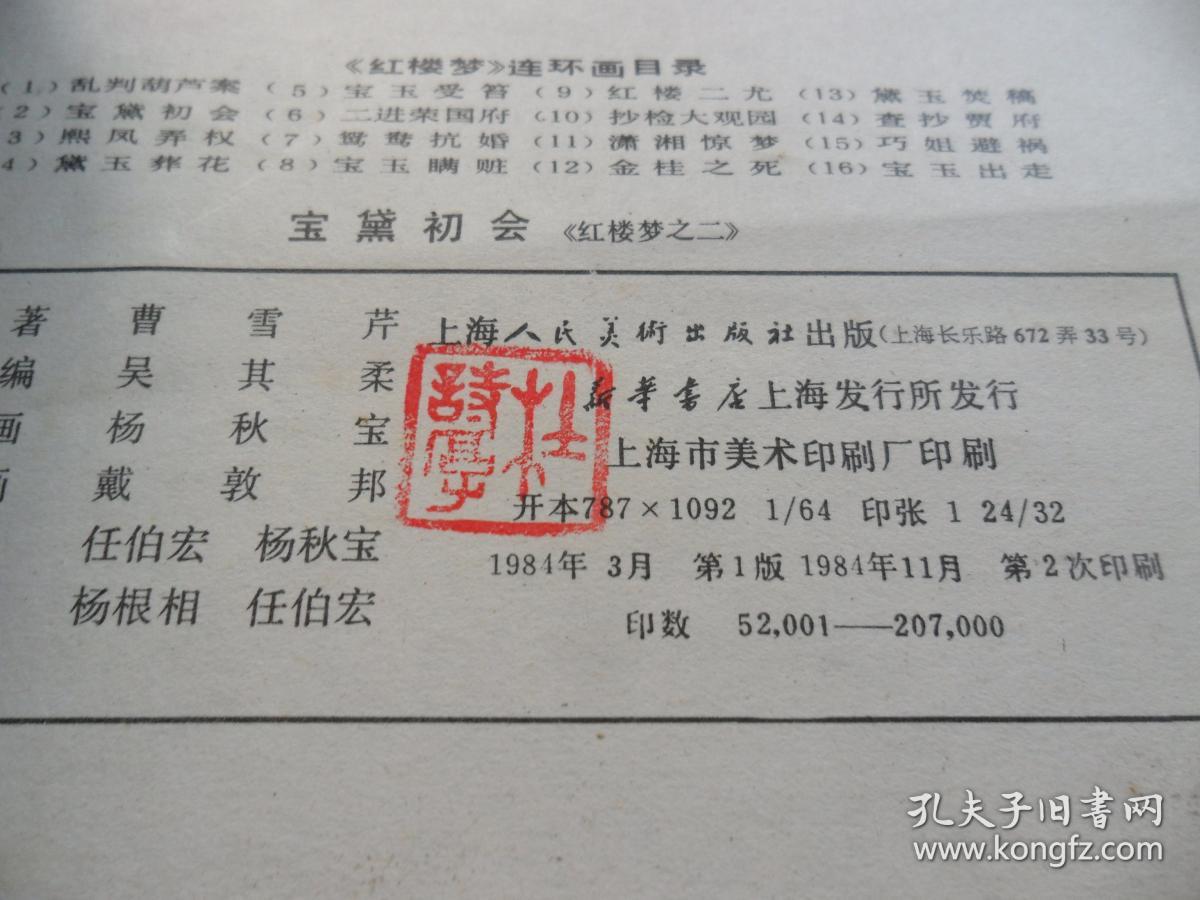 《红楼梦》连环画目录
(1)乱判葫芦案 (5)宝玉受笞 (9)红楼二尤 (13)黛玉焚稿
(2)宝黛初会 (6)二进荣国府 (10)抄检大观园 (14)查抄贾府
3)熙凤弄权 (7)鸳鸯抗婚 (11)潇湘惊梦 (15)巧姐避祸
4)黛玉葬花 (8)宝玉瞒赃 (12)金桂之死 (16)宝玉出走
宝黛初会 《红楼梦之二》
著 曹雪芹
编 吴其柔
画 杨秋宝
戴敦邦
任伯宏 杨秋宝
杨根相 任伯宏
上海人民美術出版社出版(上海长乐路672弄33号)
新华書店上海发行所发行
上海市美术印刷厂印刷
开本787×1092 1/64 印张 1 24/32
1984年3月 第1版 1984年11月 第2次印刷
印数 52,001——207,000
孔夫子旧书网
www.kongfz.com